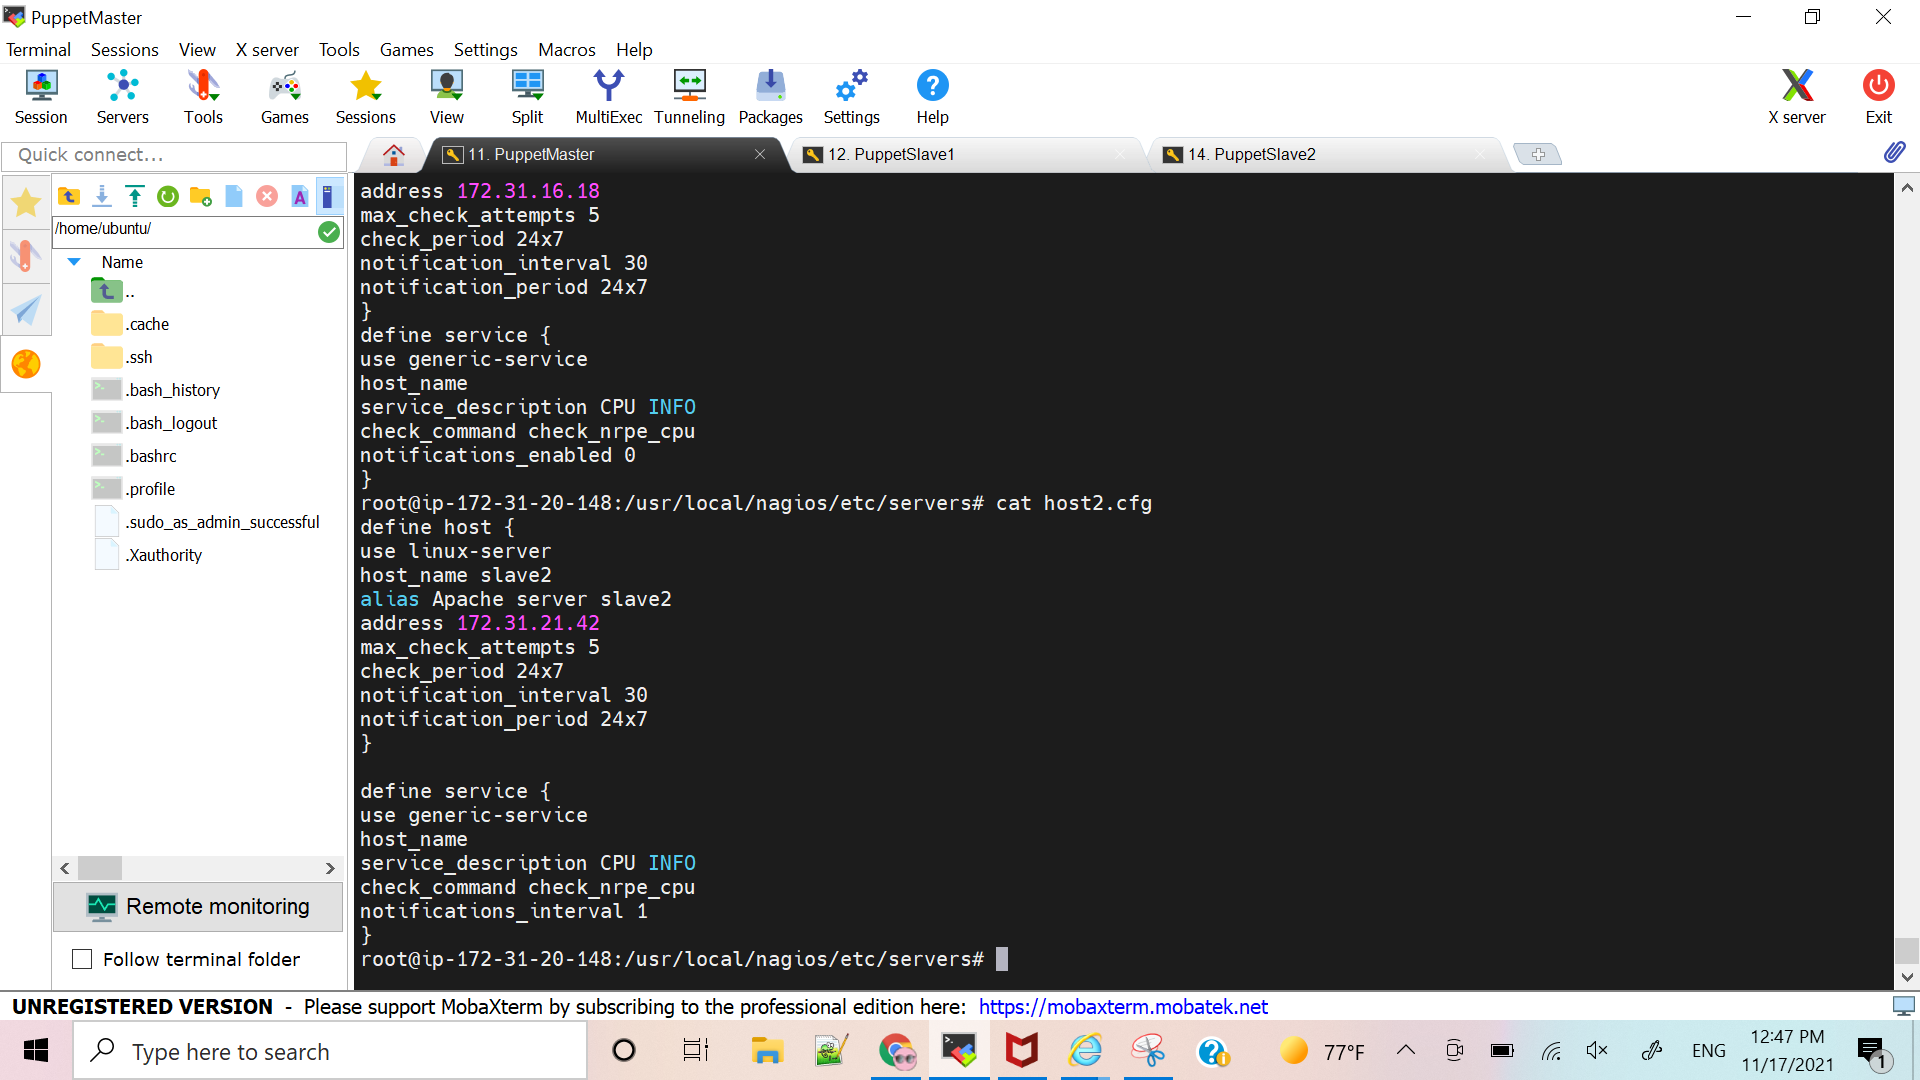 PuppetMaster
Terminal Sessions View X server Tools Games Settings Macros Help
Session Servers Tools Games Sessions View Split MultiExec Tunneling Packages Settings Help X server Exit
Quick connect...
11. PuppetMaster
12. PuppetSlave1
14. PuppetSlave2
/home/ubuntu/
Name
..
.cache
.ssh
.bash_history
.bash_logout
.bashrc
.profile
.sudo_as_admin_successful
.Xauthority
Remote monitoring
Follow terminal folder
address 172.31.16.18
max_check_attempts 5
check_period 24x7
notification_interval 30
notification_period 24x7
}
define service {
use generic-service
host_name
service_description CPU INFO
check_command check_nrpe_cpu
notifications_enabled 0
}
root@ip-172-31-20-148:/usr/local/nagios/etc/servers# cat host2.cfg
define host {
use linux-server
host_name slave2
alias Apache server slave2
address 172.31.21.42
max_check_attempts 5
check_period 24x7
notification_interval 30
notification_period 24x7
}
define service {
use generic-service
host_name
service_description CPU INFO
check_command check_nrpe_cpu
notifications_interval 1
}
root@ip-172-31-20-148:/usr/local/nagios/etc/servers#
UNREGISTERED VERSION - Please support MobaXterm by subscribing to the professional edition here: https://mobaxterm.mobatek.net
Type here to search
77°F
ENG
12:47 PM
11/17/2021
1